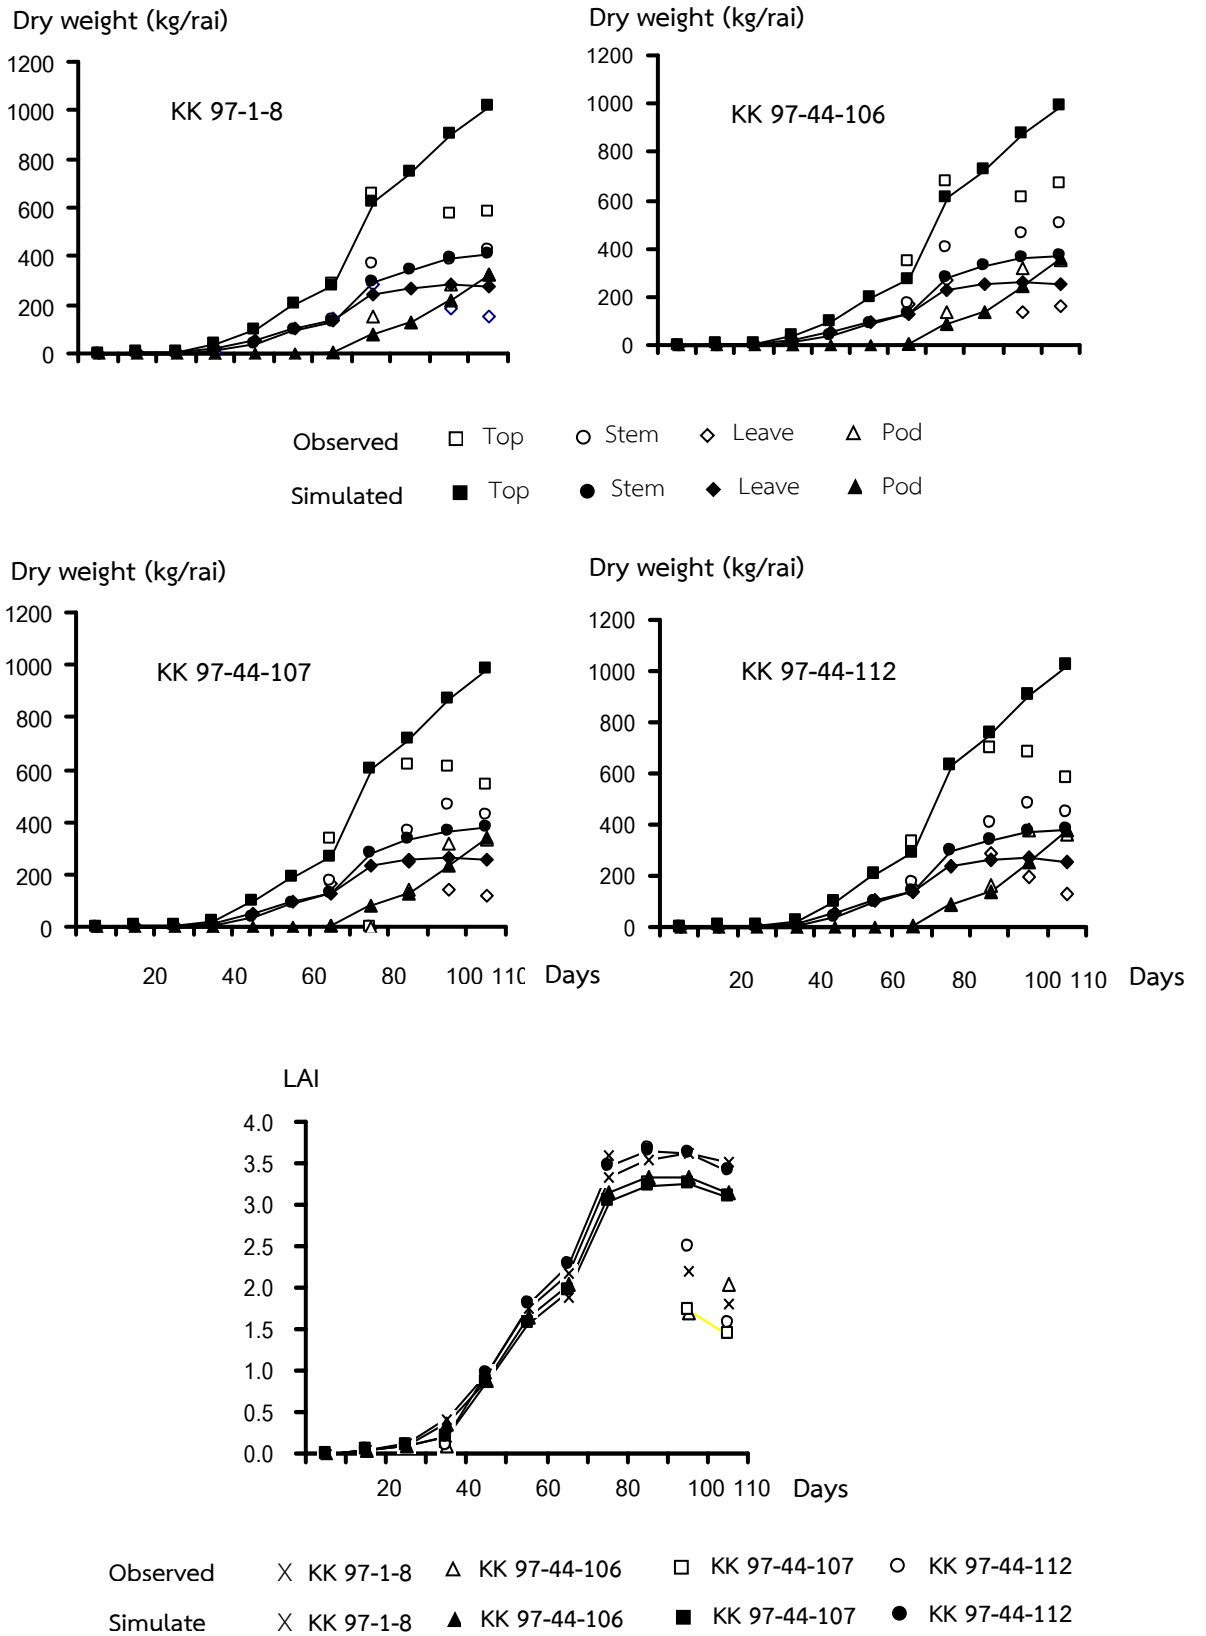 Dry weight (kg/rai)
Dry weight (kg/rai)
KK 97-1-8
1200
1000
800
600
400
200
0
KK 97-44-106
1200
1000
800
600
400
200
0
Observed Top Stem Leave Pod
Simulated Top Stem Leave Pod
Dry weight (kg/rai)
Dry weight (kg/rai)
KK 97-44-107
1200
1000
800
600
400
200
0
20 40 60 80 100 110 Days
KK 97-44-112
1200
1000
800
600
400
200
0
20 40 60 80 100 110 Days
LAI
4.0
3.5
3.0
2.5
2.0
1.5
1.0
0.5
0.0
20 40 60 80 100 110 Days
Observed KK 97-1-8 KK 97-44-106 KK 97-44-107 KK 97-44-112
Simulate KK 97-1-8 KK 97-44-106 KK 97-44-107 KK 97-44-112